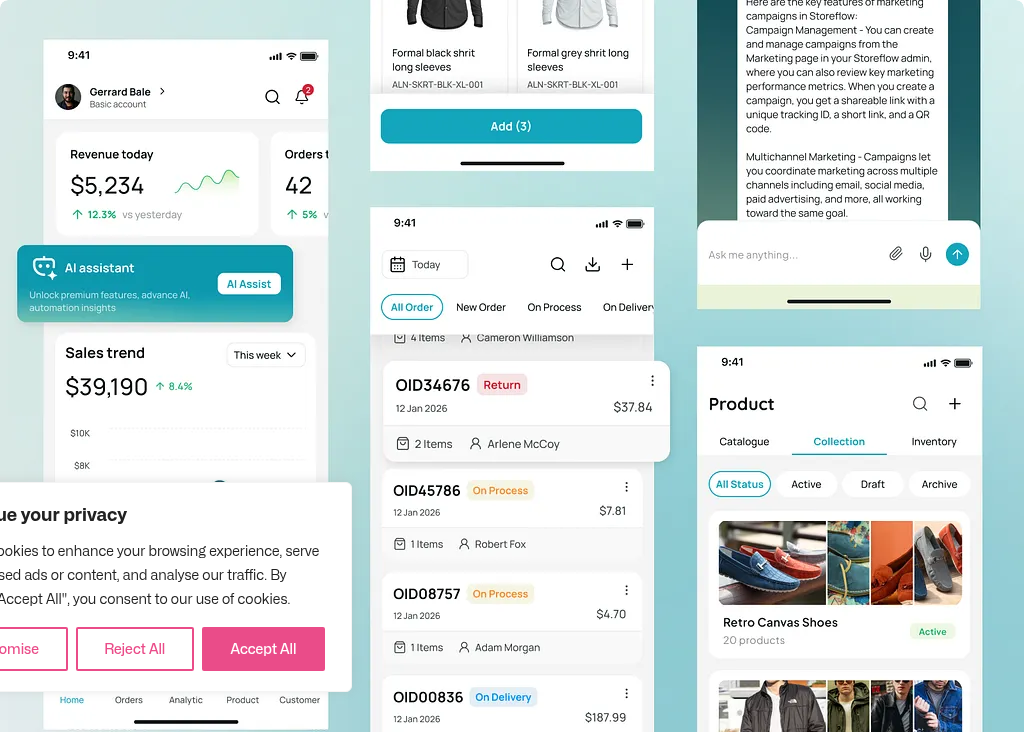 9:41
Gerrard Bale
Basic account
2
Revenue today
$5,234
12.3% vs yesterday
Orders t
42
5% v
AI assistant
Unlock premium features, advance AI,
automation insights
AI Assist
Sales trend
This week
$39,190
8.4%
$10K
$8K
ue your privacy
ookies to enhance your browsing experience, serve
sed ads or content, and analyse our traffic. By
"Accept All", you consent to our use of cookies.
omise
Reject All
Accept All
Home
Orders
Analytic
Product
Customer
Formal black shrit
long sleeves
ALN-SKRT-BLK-XL-001
Formal grey shrit long
sleeves
ALN-SKRT-BLK-XL-001
Add (3)
9:41
Today
All Order
New Order
On Process
On Delivery
4 Items
Cameron Williamson
OID34676
Return
12 Jan 2026
$37.84
2 Items
Arlene McCoy
OID45786
On Process
12 Jan 2026
$7.81
1 Items
Robert Fox
OID08757
On Process
12 Jan 2026
$4.70
1 Items
Adam Morgan
OID00836
On Delivery
12 Jan 2026
$187.99
Here are the key features of marketing
campaigns in Storeflow:
Campaign Management - You can create
and manage campaigns from the
Marketing page in your Storeflow admin,
where you can also review key marketing
performance metrics. When you create a
campaign, you get a shareable link with a
unique tracking ID, a short link, and a QR
code.
Multichannel Marketing - Campaigns let
you coordinate marketing across multiple
channels including email, social media,
paid advertising, and more, all working
toward the same goal.
Ask me anything...
9:41
Product
Catalogue
Collection
Inventory
All Status
Active
Draft
Archive
Retro Canvas Shoes
20 products
Active